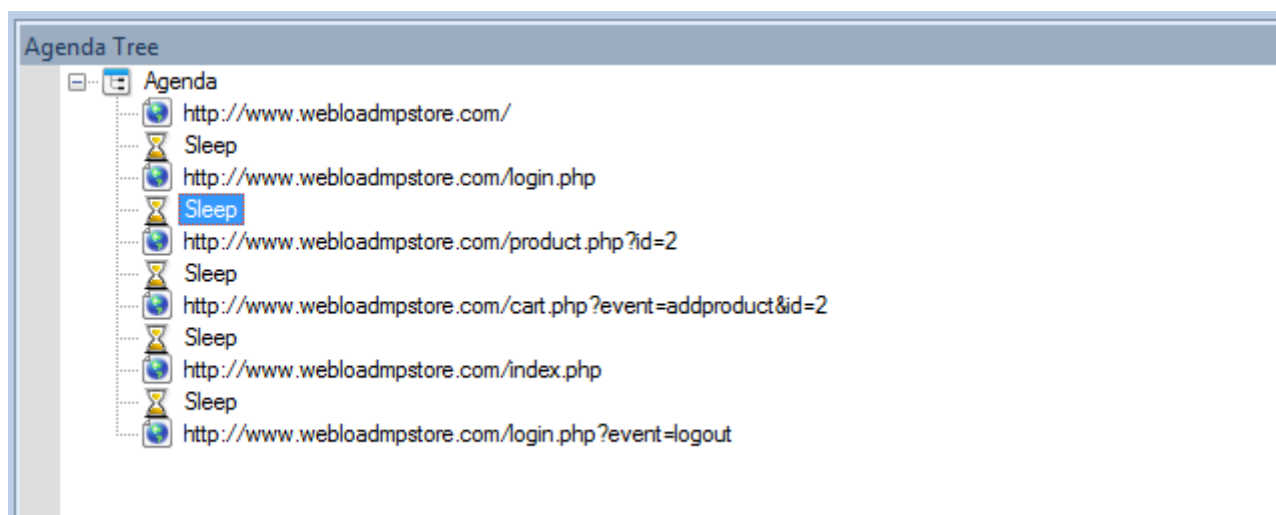 Agenda Tree
Agenda
http://www.webloadmpstore.com/
Sleep
http://www.webloadmpstore.com/login.php
Sleep
http://www.webloadmpstore.com/product.php?id=2
Sleep
http://www.webloadmpstore.com/cart.php?event=addproduct&id=2
Sleep
http://www.webloadmpstore.com/index.php
Sleep
http://www.webloadmpstore.com/login.php?event=logout